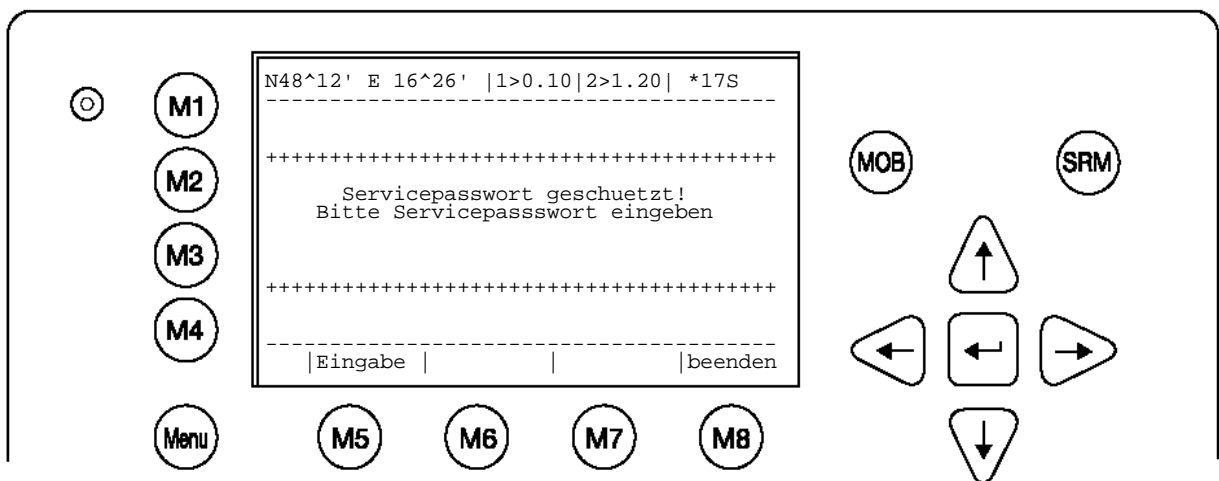 N48^12' E 16^26' |1>0.10|2>1.20| *17S
----------------------------------------
++++++++++++++++++++++++++++++++++++++++
Servicepasswort geschuetzt!
Bitte Servicepassswort eingeben
++++++++++++++++++++++++++++++++++++++++
----------------------------------------
|Eingabe | | |beenden
M1
M2
M3
M4
Menu
M5
M6
M7
M8
MOB
SRM